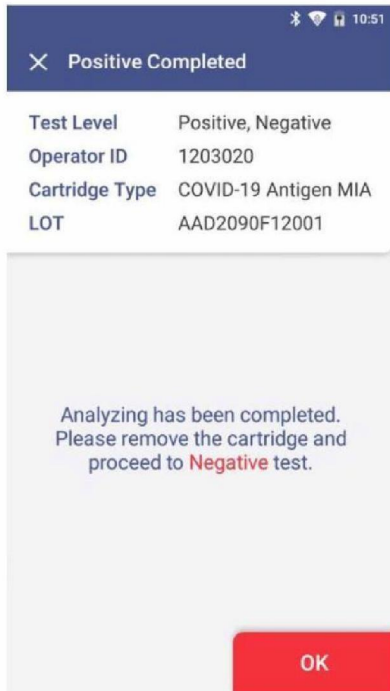 10:51
Positive Completed
Test Level Positive, Negative
Operator ID 1203020
Cartridge Type COVID-19 Antigen MIA
LOT AAD2090F12001
Analyzing has been completed.
Please remove the cartridge and
proceed to Negative test.
OK